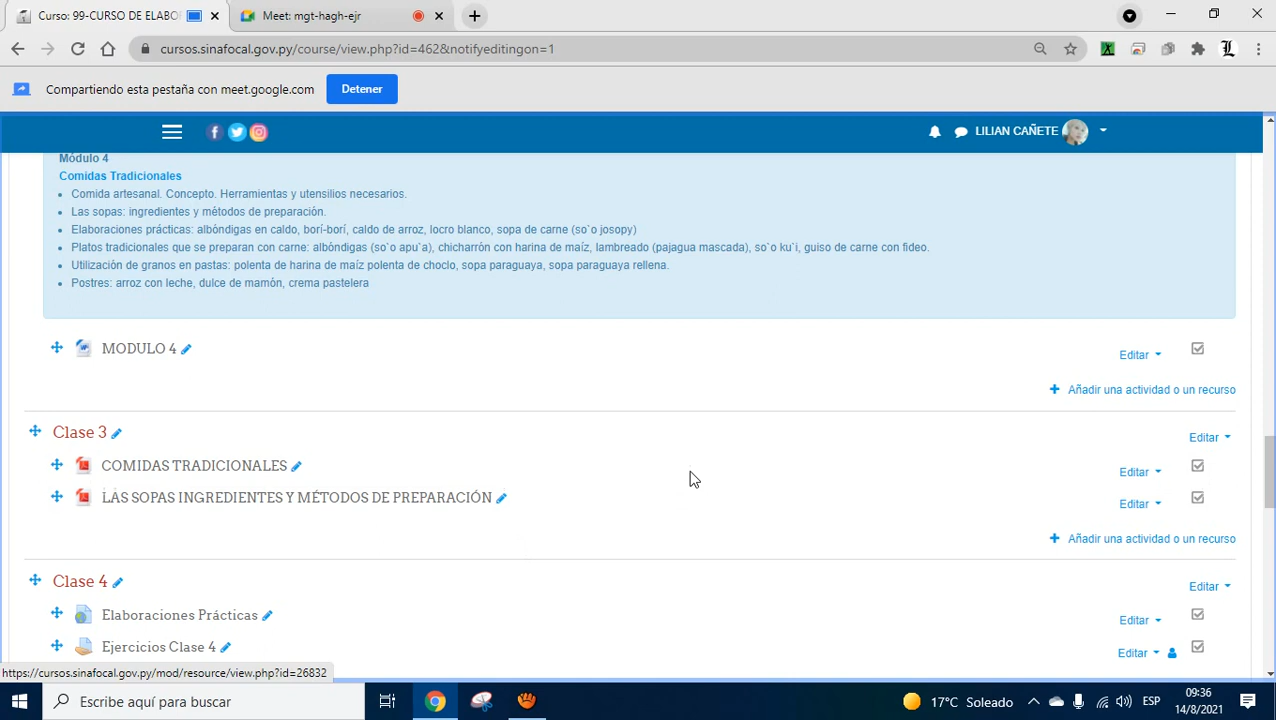 Curso: 99-CURSO DE ELABOR
Meet: mgt-hagh-ejr
cursos.sinafocal.gov.py/course/view.php?id=462&notifyeditingon=1
Compartiendo esta pestaña con meet.google.com
Detener
LILIAN CAÑETE
Módulo 4
Comidas Tradicionales
Comida artesanal. Concepto. Herramientas y utensilios necesarios.
Las sopas: ingredientes y métodos de preparación.
Elaboraciones prácticas: albóndigas en caldo, borí-borí, caldo de arroz, locro blanco, sopa de carne (so`o josopy)
Platos tradicionales que se preparan con carne: albóndigas (so`o apu`a), chicharrón con harina de maíz, lambreado (pajagua mascada), so`o ku`i, guiso de carne con fideo.
Utilización de granos en pastas: polenta de harina de maíz polenta de choclo, sopa paraguaya, sopa paraguaya rellena.
Postres: arroz con leche, dulce de mamón, crema pastelera
MODULO 4
Editar
Añadir una actividad o un recurso
Clase 3
Editar
COMIDAS TRADICIONALES
Editar
LAS SOPAS INGREDIENTES Y MÉTODOS DE PREPARACIÓN
Editar
Añadir una actividad o un recurso
Clase 4
Editar
Elaboraciones Prácticas
Editar
Ejercicios Clase 4
Editar
https://cursos.sinafocal.gov.py/mod/resource/view.php?id=26832
Escribe aquí para buscar
17°C Soleado
ESP
09:36
14/8/2021